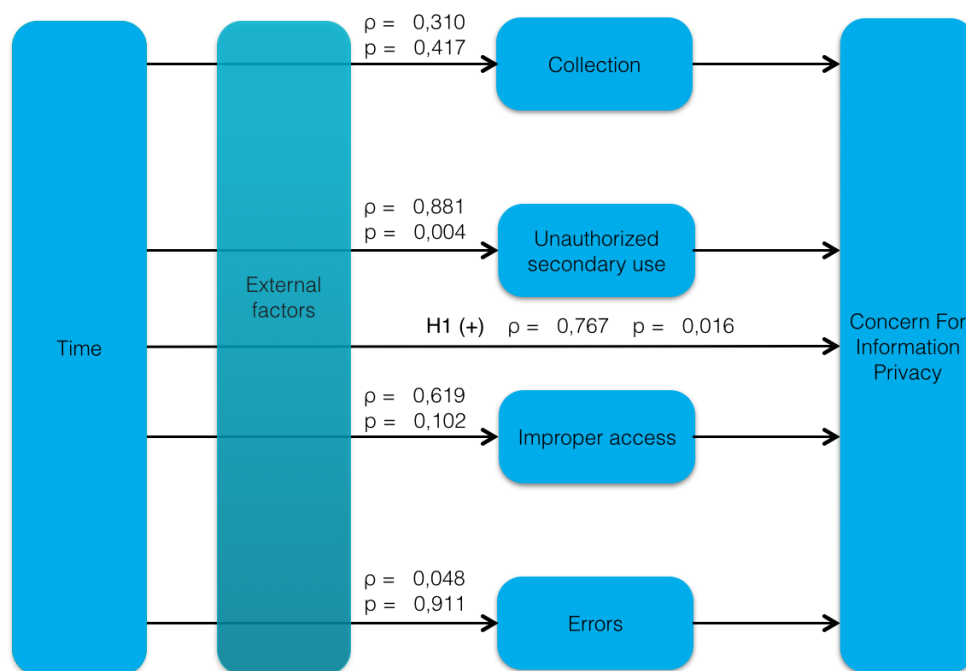 ρ = 0,310
p = 0,417
Collection
ρ = 0,881
p = 0,004
Unauthorized
secondary use
External
factors
H1 (+) ρ = 0,767 p = 0,016
Time
Concern For
Information
Privacy
ρ = 0,619
p = 0,102
Improper access
ρ = 0,048
p = 0,911
Errors